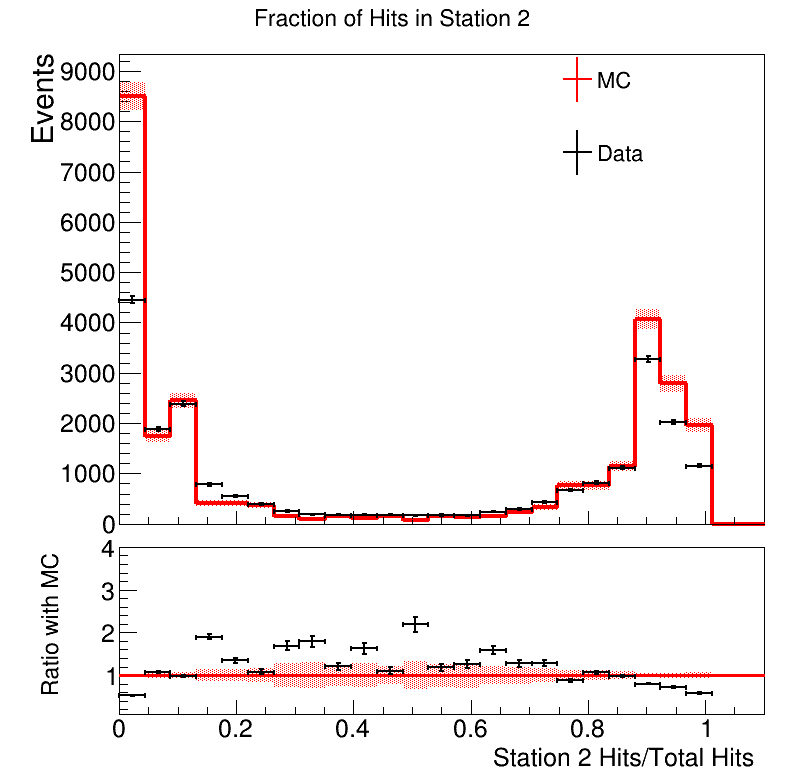 Fraction of Hits in Station 2
Events
9000
8000
7000
6000
5000
4000
3000
2000
1000
0
MC
Data
Ratio with MC
4
3
2
1
0 0.2 0.4 0.6 0.8 1
Station 2 Hits/Total Hits